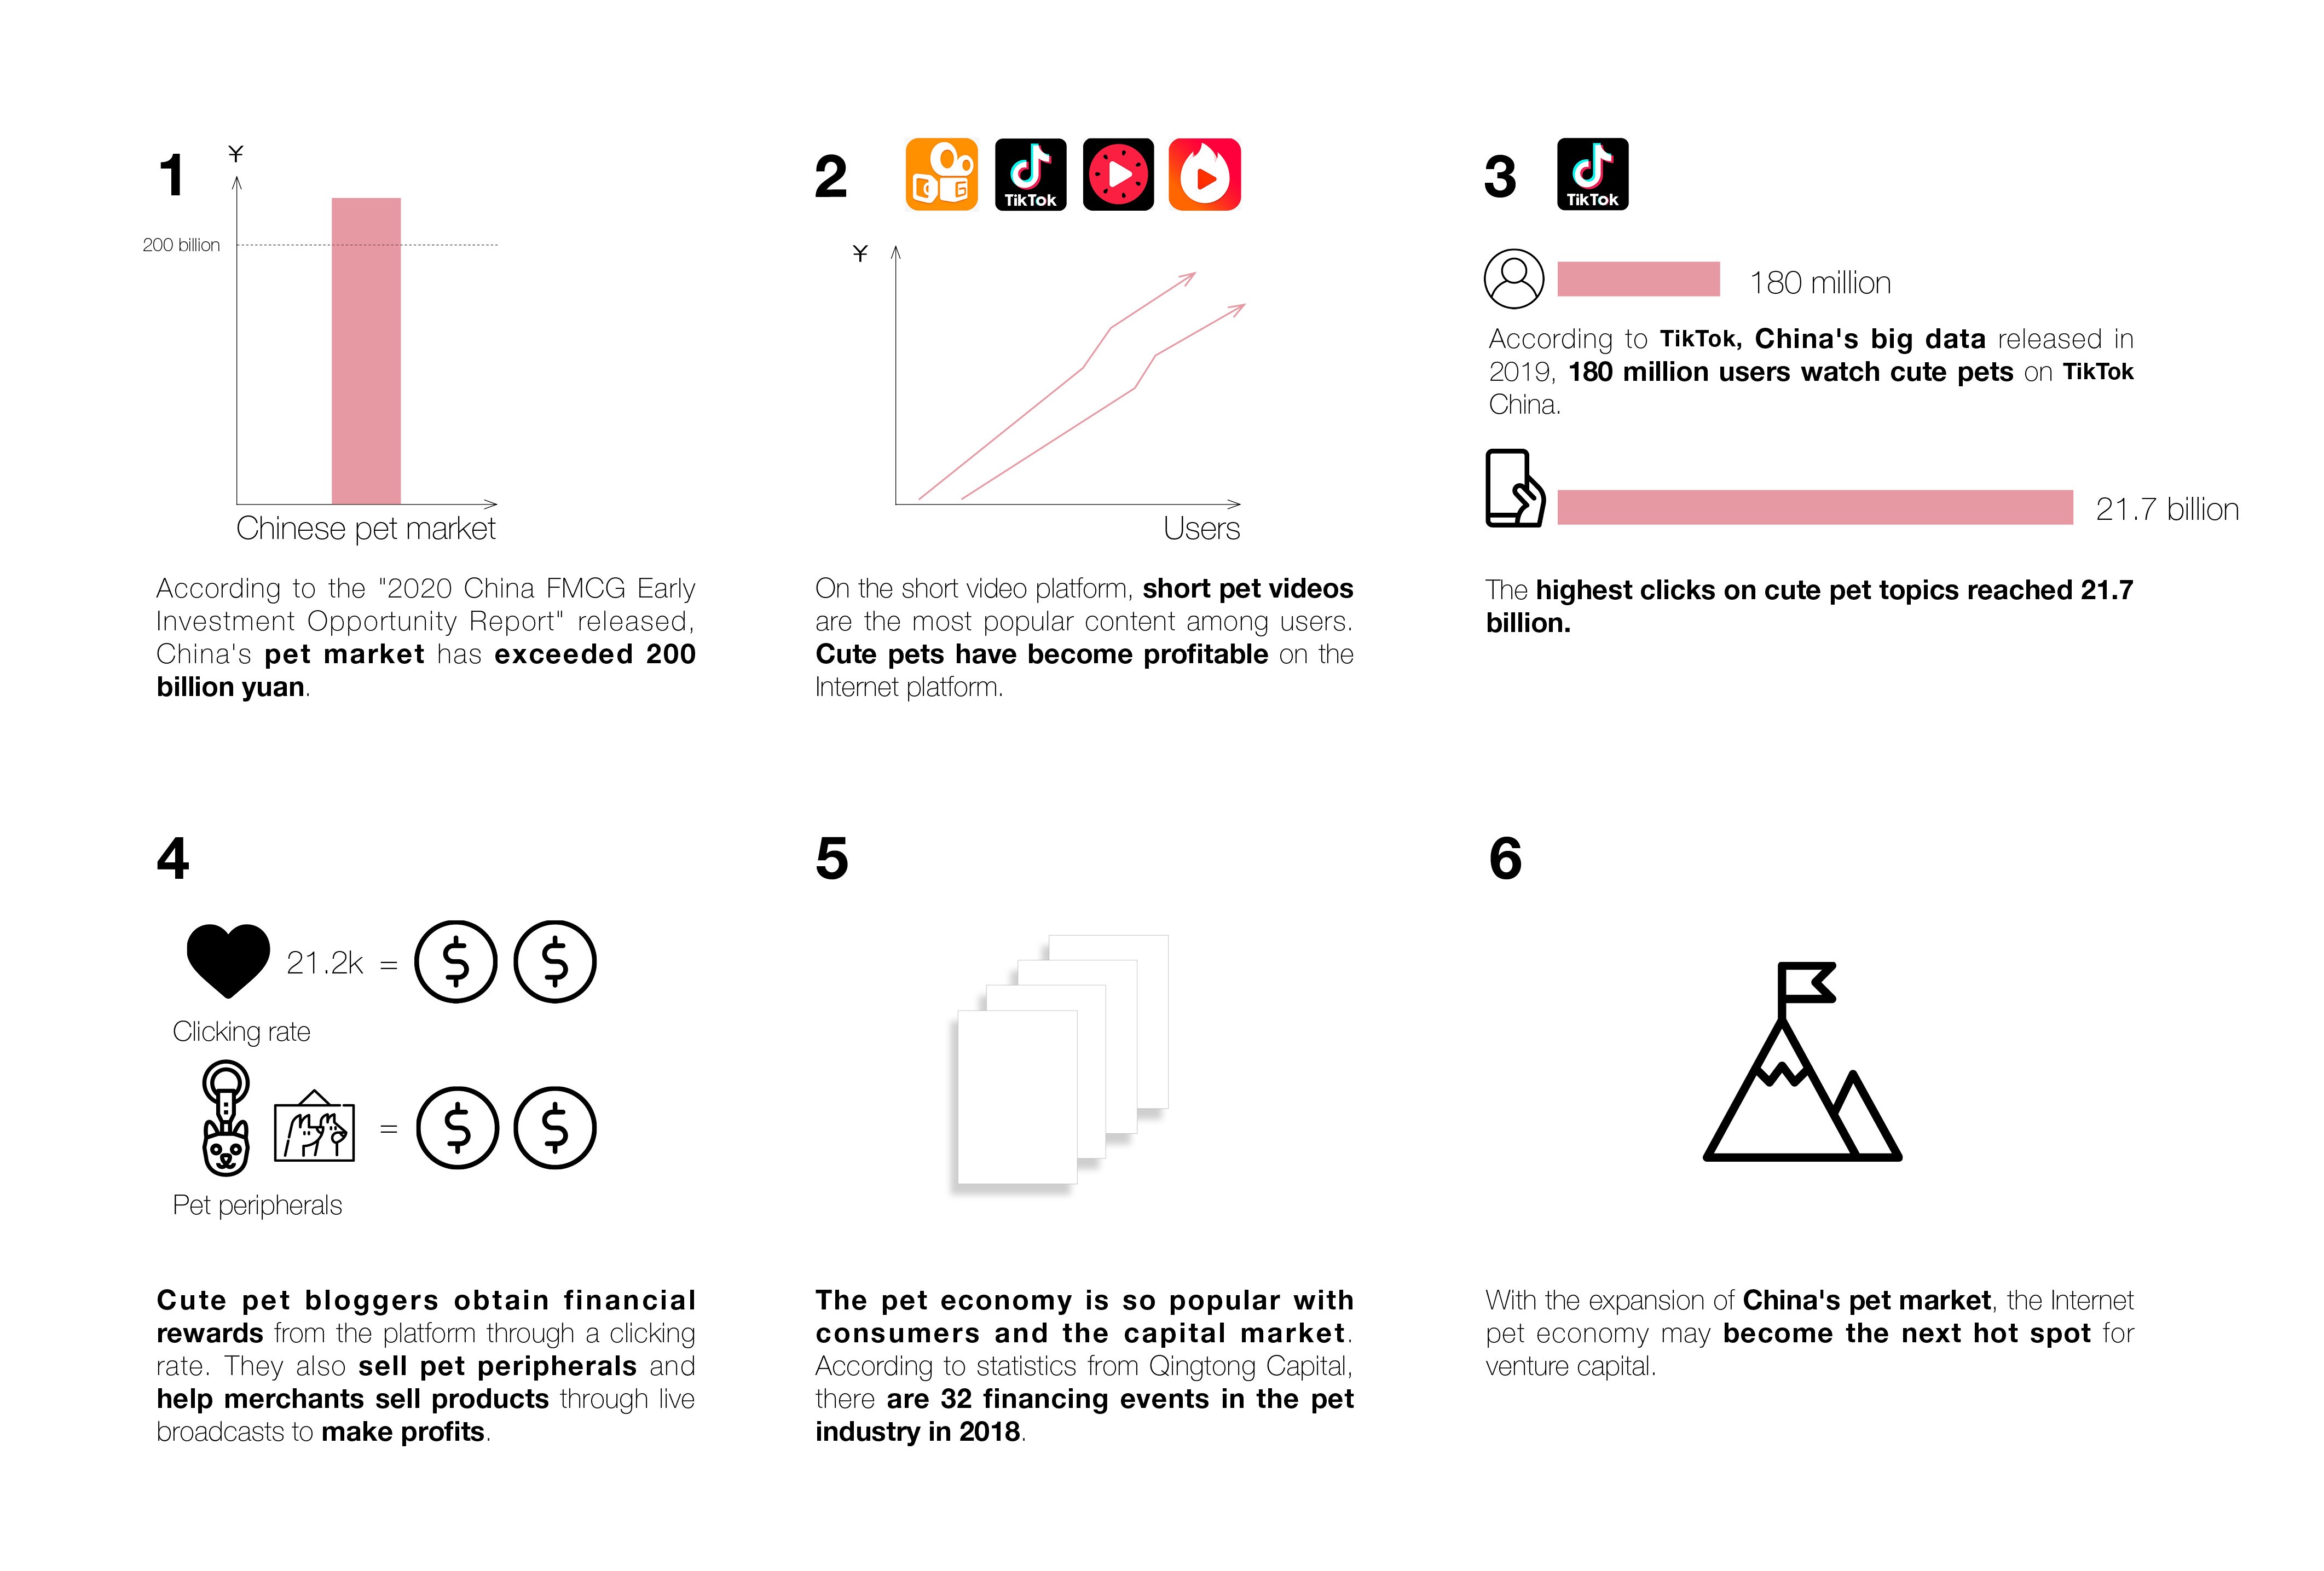 1
¥
200 billion
Chinese pet market
According to the "2020 China FMCG Early
Investment Opportunity Report" released,
China's pet market has exceeded 200
billion yuan.
2
TikTok
¥
Users
On the short video platform, short pet videos
are the most popular content among users.
Cute pets have become profitable on the
Internet platform.
3
TikTok
180 million
According to TikTok, China's big data released in
2019, 180 million users watch cute pets on TikTok
China.
21.7 billion
The highest clicks on cute pet topics reached 21.7
billion.
4
21.2k = $ $
Clicking rate
= $ $
Pet peripherals
Cute pet bloggers obtain financial
rewards from the platform through a clicking
rate. They also sell pet peripherals and
help merchants sell products through live
broadcasts to make profits.
5
The pet economy is so popular with
consumers and the capital market.
According to statistics from Qingtong Capital,
there are 32 financing events in the pet
industry in 2018.
6
With the expansion of China's pet market, the Internet
pet economy may become the next hot spot for
venture capital.